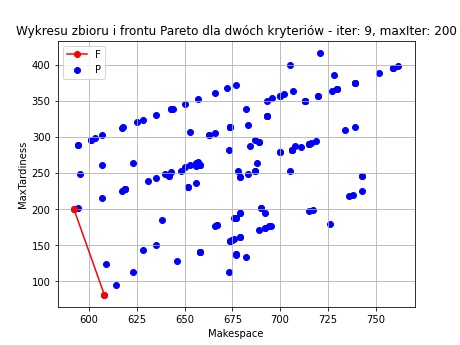 Wykresu zbioru i frontu Pareto dla dwóch kryteriów - iter: 9, maxIter: 200
F
P
400
350
300
250
200
150
100
MaxTardiness
600 625 650 675 700 725 750
Makespace